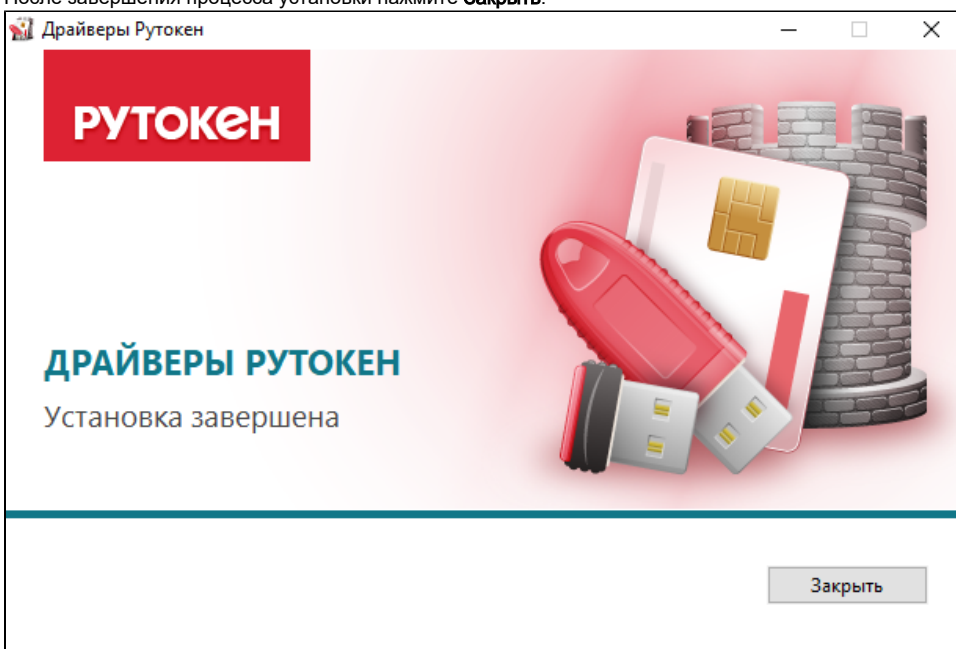 После завершения процесса установки нажмите Закрыть.
Драйверы Рутокен
РУТОКЕН
ДРАЙВЕРЫ РУТОКЕН
Установка завершена
Закрыть